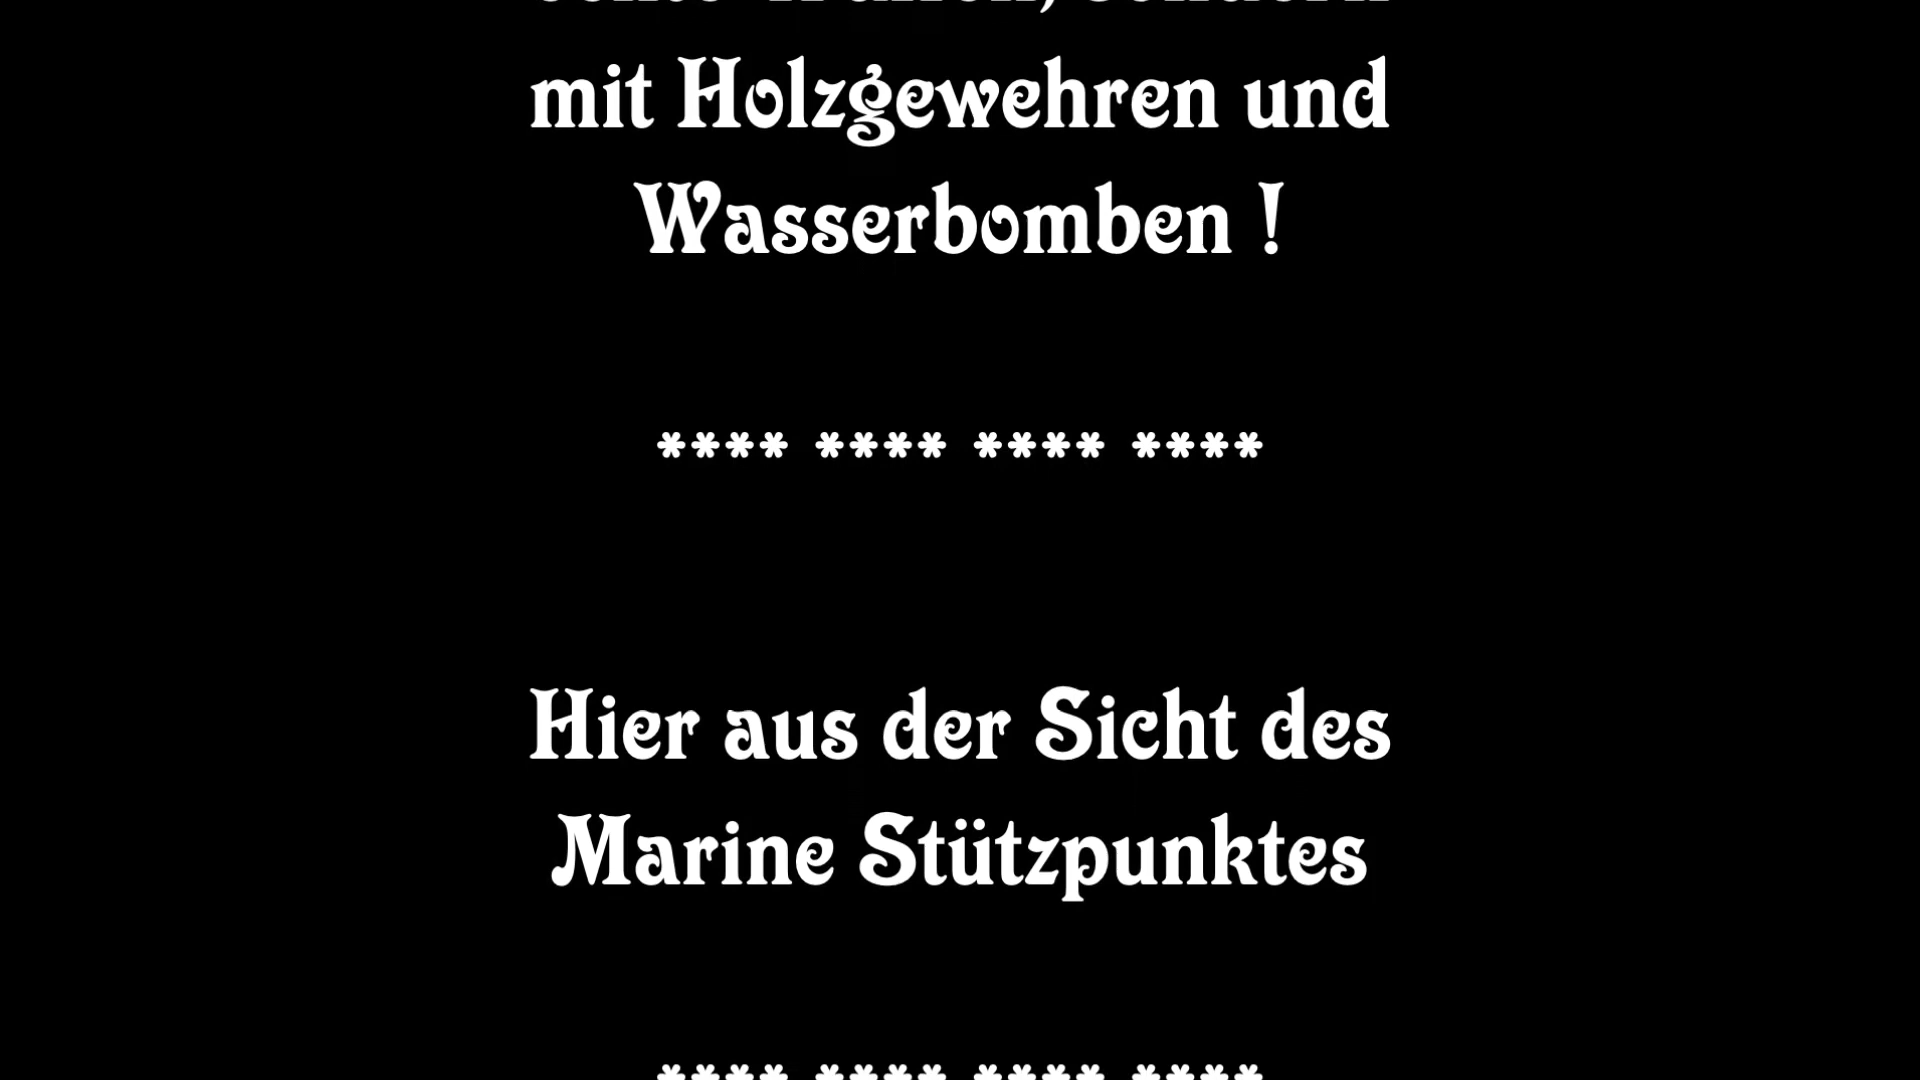 mit Holzgewehren und
Wasserbomben !
**** **** **** ****
Hier aus der Sicht des
Marine Stützpunktes
**** **** **** ****